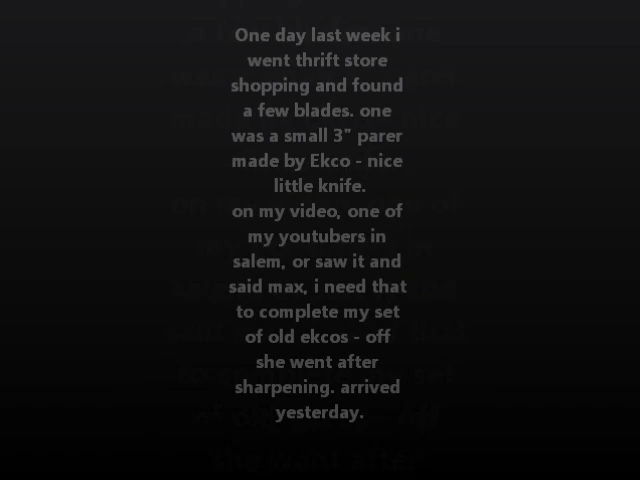 One day last week i
went thrift store
shopping and found
a few blades. one
was a small 3" parer
made by Ekco - nice
little knife.
on my video, one of
my youtubers in
salem, or saw it and
said max, i need that
to complete my set
of old ekcos - off
she went after
sharpening. arrived
yesterday.